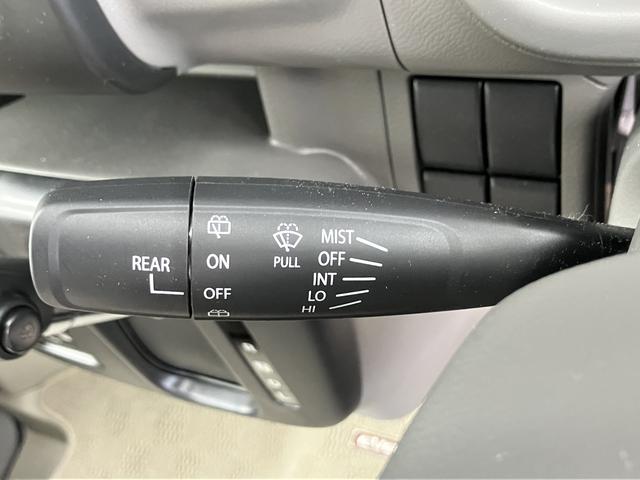 REAR
ON
OFF
PULL
MIST
OFF
INT
LO
HI